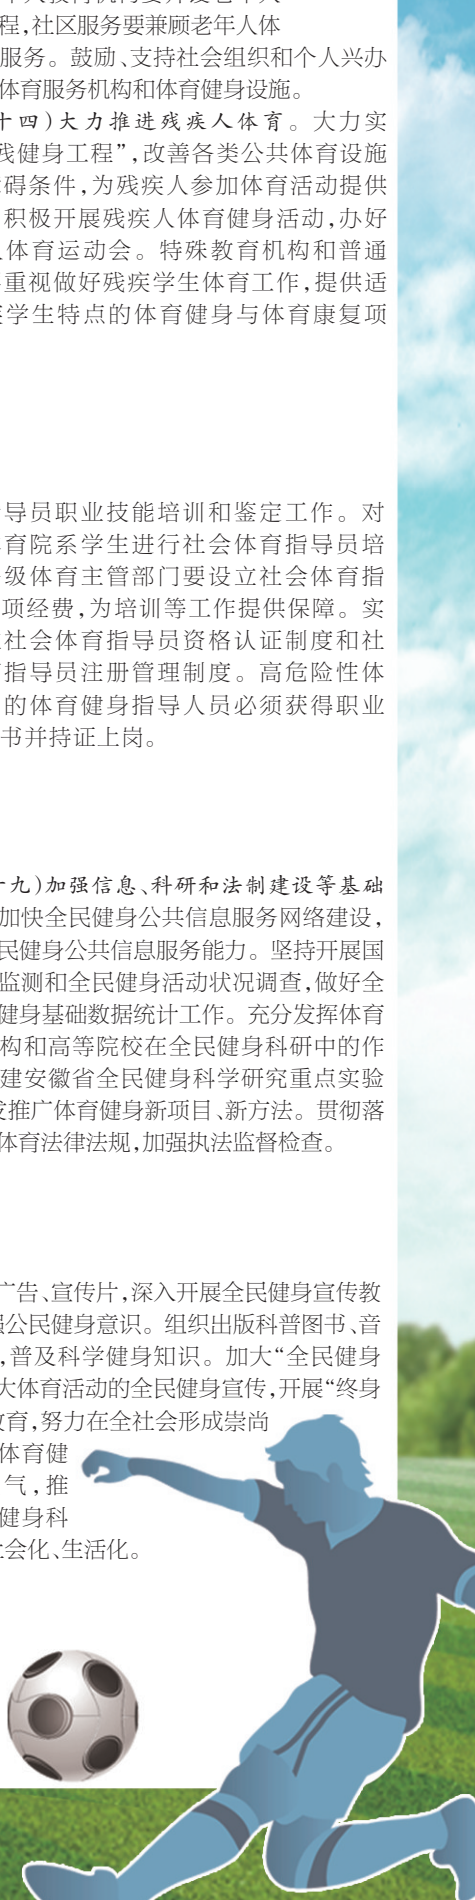 程,社区服务要兼顾老年人体
服务。鼓励、支持社会组织和个人兴办
体育服务机构和体育健身设施。
十四)大力推进残疾人体育。大力实
残健身工程”,改善各类公共体育设施
碍条件,为残疾人参加体育活动提供
积极开展残疾人体育健身活动,办好
体育运动会。特殊教育机构和普通
重视做好残疾学生体育工作,提供适
学生特点的体育健身与体育康复项
导员职业技能培训和鉴定工作。对
育院系学生进行社会体育指导员培
级体育主管部门要设立社会体育指
项经费,为培训等工作提供保障。实
社会体育指导员资格认证制度和社
指导员注册管理制度。高危险性体
的体育健身指导人员必须获得职业
书并持证上岗。
十九)加强信息、科研和法制建设等基础
加快全民健身公共信息服务网络建设,
民健身公共信息服务能力。坚持开展国
监测和全民健身活动状况调查,做好全
健身基础数据统计工作。充分发挥体育
构和高等院校在全民健身科研中的作
建安徽省全民健身科学研究重点实验
发推广体育健身新项目、新方法。贯彻落
体育法律法规,加强执法监督检查。
广告、宣传片,深入开展全民健身宣传教
强公民健身意识。组织出版科普图书、音
,普及科学健身知识。加大“全民健身
大体育活动的全民健身宣传,开展“终身
教育,努力在全社会形成崇尚
体育健
气,推
健身科
社会化、生活化。